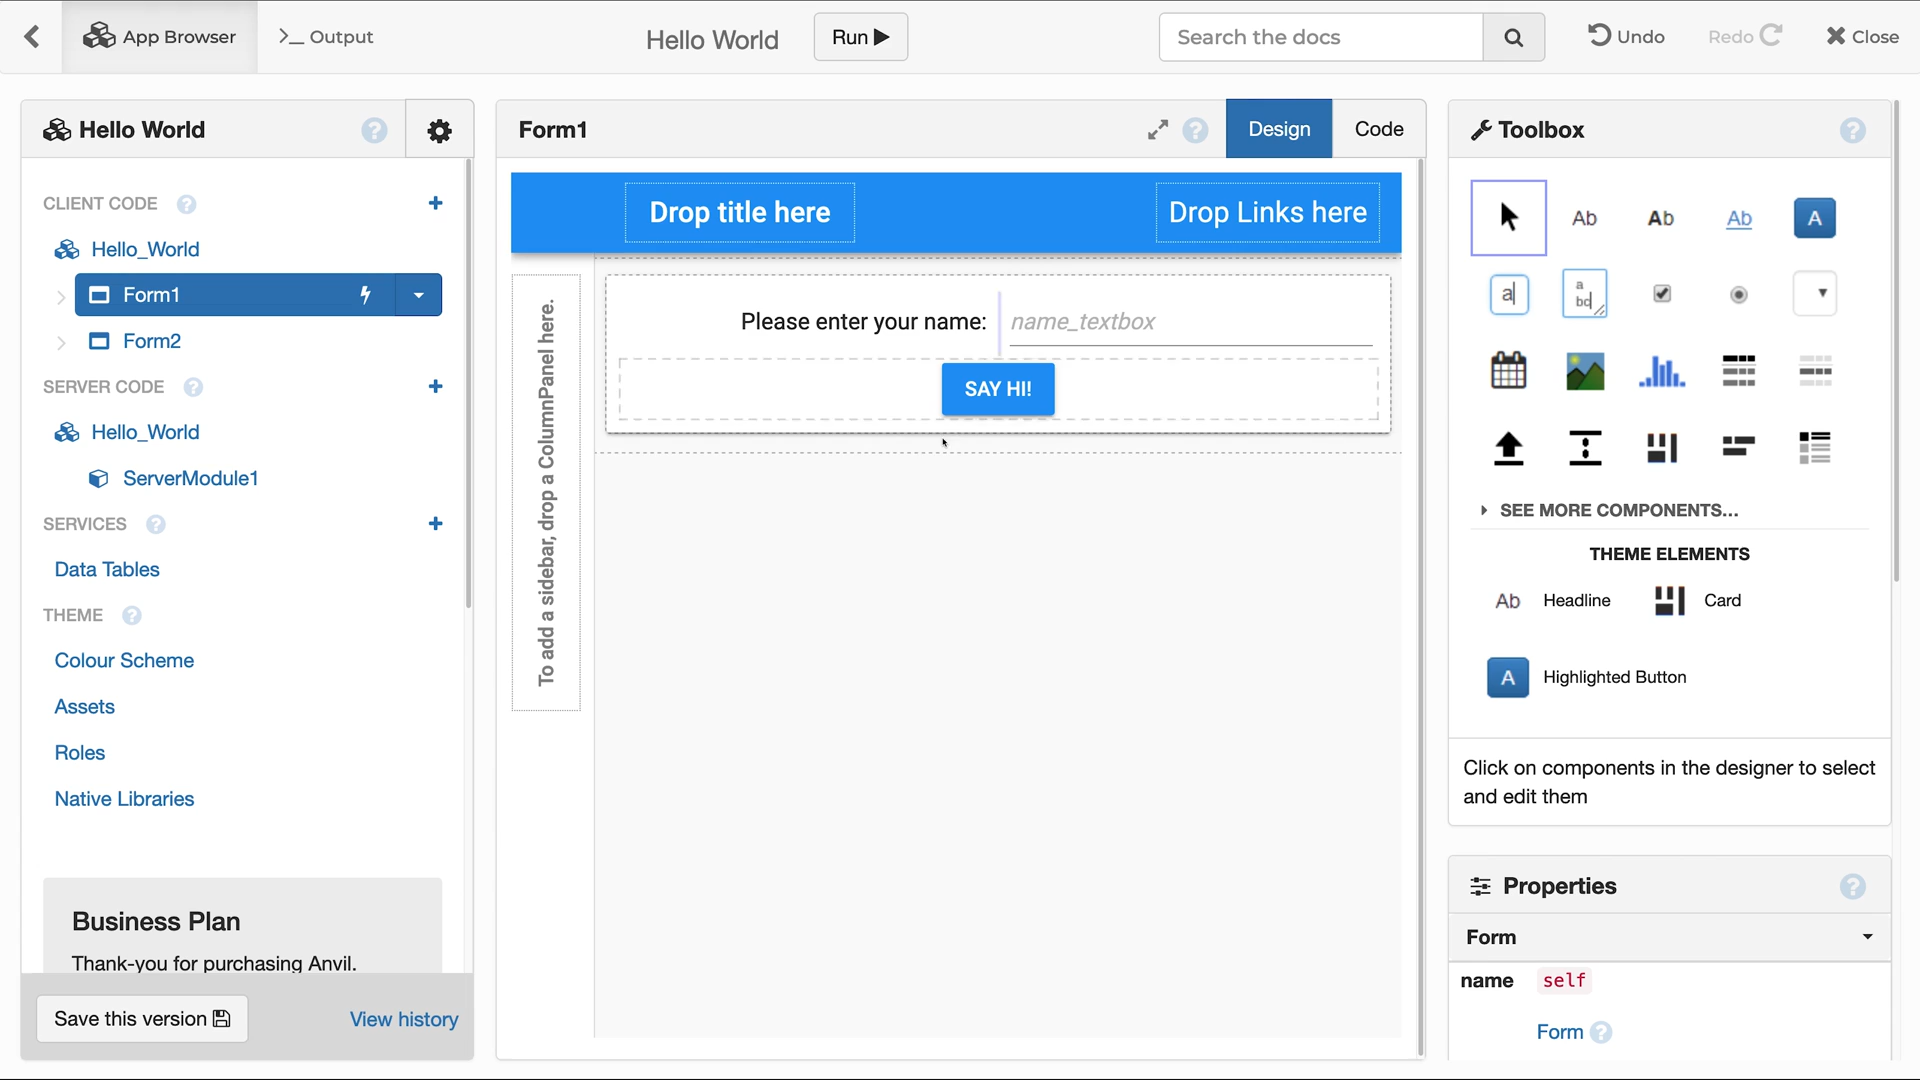 App Browser
>_ Output
Hello World
Run
Search the docs
Undo
Redo
Close
Hello World
?
CLIENT CODE ?
+
Hello_World
Form1
Form2
SERVER CODE ?
+
Hello_World
ServerModule1
SERVICES ?
+
Data Tables
THEME ?
Colour Scheme
Assets
Roles
Native Libraries
Business Plan
Thank-you for purchasing Anvil.
Save this version
View history
Form1
?
Design
Code
Drop title here
Drop Links here
To add a sidebar, drop a ColumnPanel here.
Please enter your name:
name_textbox
SAY HI!
Toolbox
?
Ab
Ab
Ab
A
a
a
bc
SEE MORE COMPONENTS...
THEME ELEMENTS
Ab Headline
Card
A Highlighted Button
Click on components in the designer to select
and edit them
Properties
?
Form
name self
Form ?